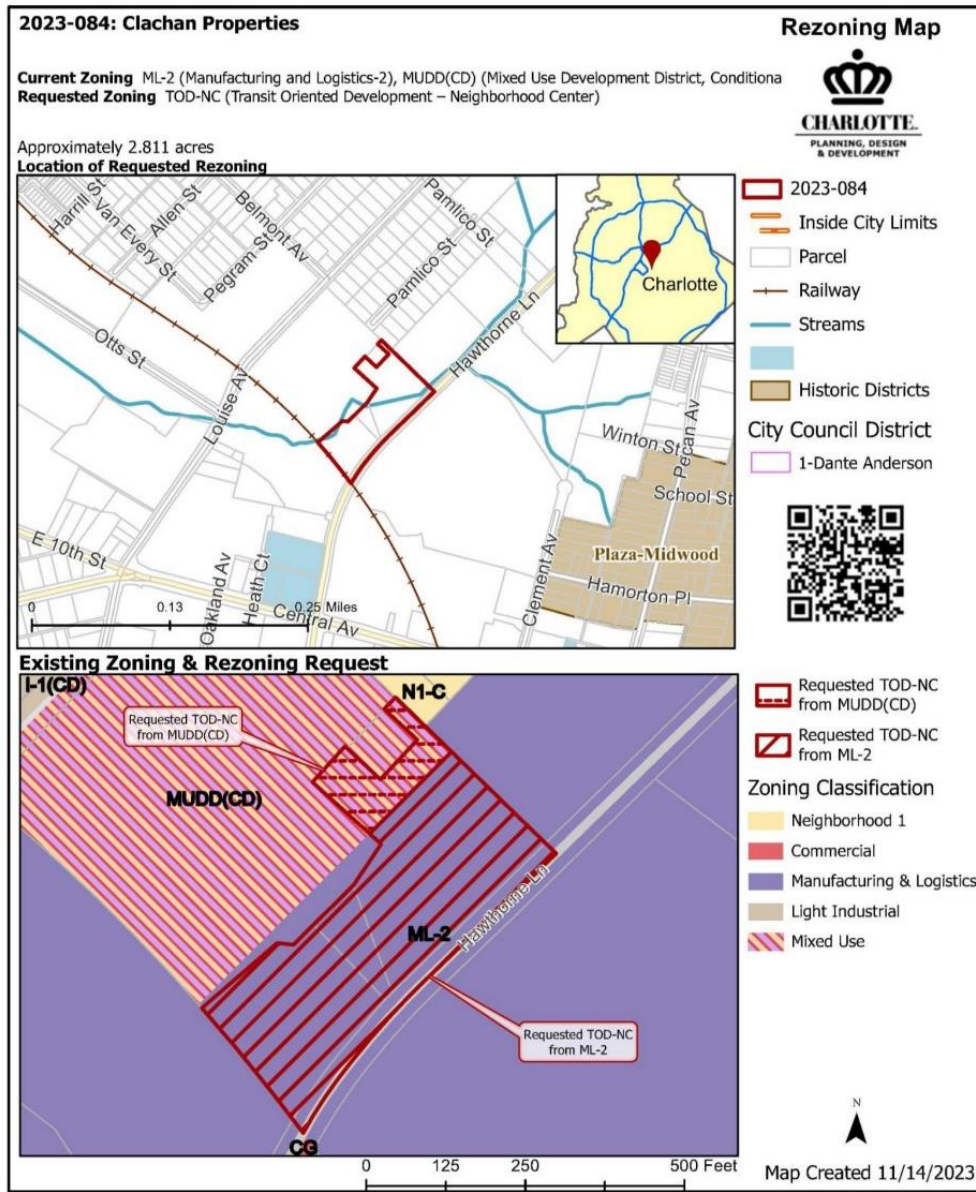 2023-084: Clachan Properties
Current Zoning ML-2 (Manufacturing and Logistics-2), MUDD(CD) (Mixed Use Development District, Conditiona
Requested Zoning TOD-NC (Transit Oriented Development – Neighborhood Center)
Approximately 2.811 acres
Location of Requested Rezoning
Harrill St
Van Every St
Allen St
Pegram St
Belmont Av
Pamlico St
Pamlico St
Hawthorne Ln
Otts St
Louise Av
Charlotte
Winton St
Pecan Av
School St
Plaza-Midwood
Hamorton Pl
Clement Av
E 10th St
Oakland Av
Heath Ct
Central Av
0 0.13 0.25 Miles
Rezoning Map
CHARLOTTE.
PLANNING, DESIGN
& DEVELOPMENT
2023-084
Inside City Limits
Parcel
Railway
Streams
Historic Districts
City Council District
1-Dante Anderson
Existing Zoning & Rezoning Request
I-1(CD)
N1-C
Requested TOD-NC
from MUDD(CD)
MUDD(CD)
ML-2
Hawthorne Ln
Requested TOD-NC
from ML-2
CG
0 125 250 500 Feet
Requested TOD-NC
from MUDD(CD)
Requested TOD-NC
from ML-2
Zoning Classification
Neighborhood 1
Commercial
Manufacturing & Logistics
Light Industrial
Mixed Use
N
Map Created 11/14/2023